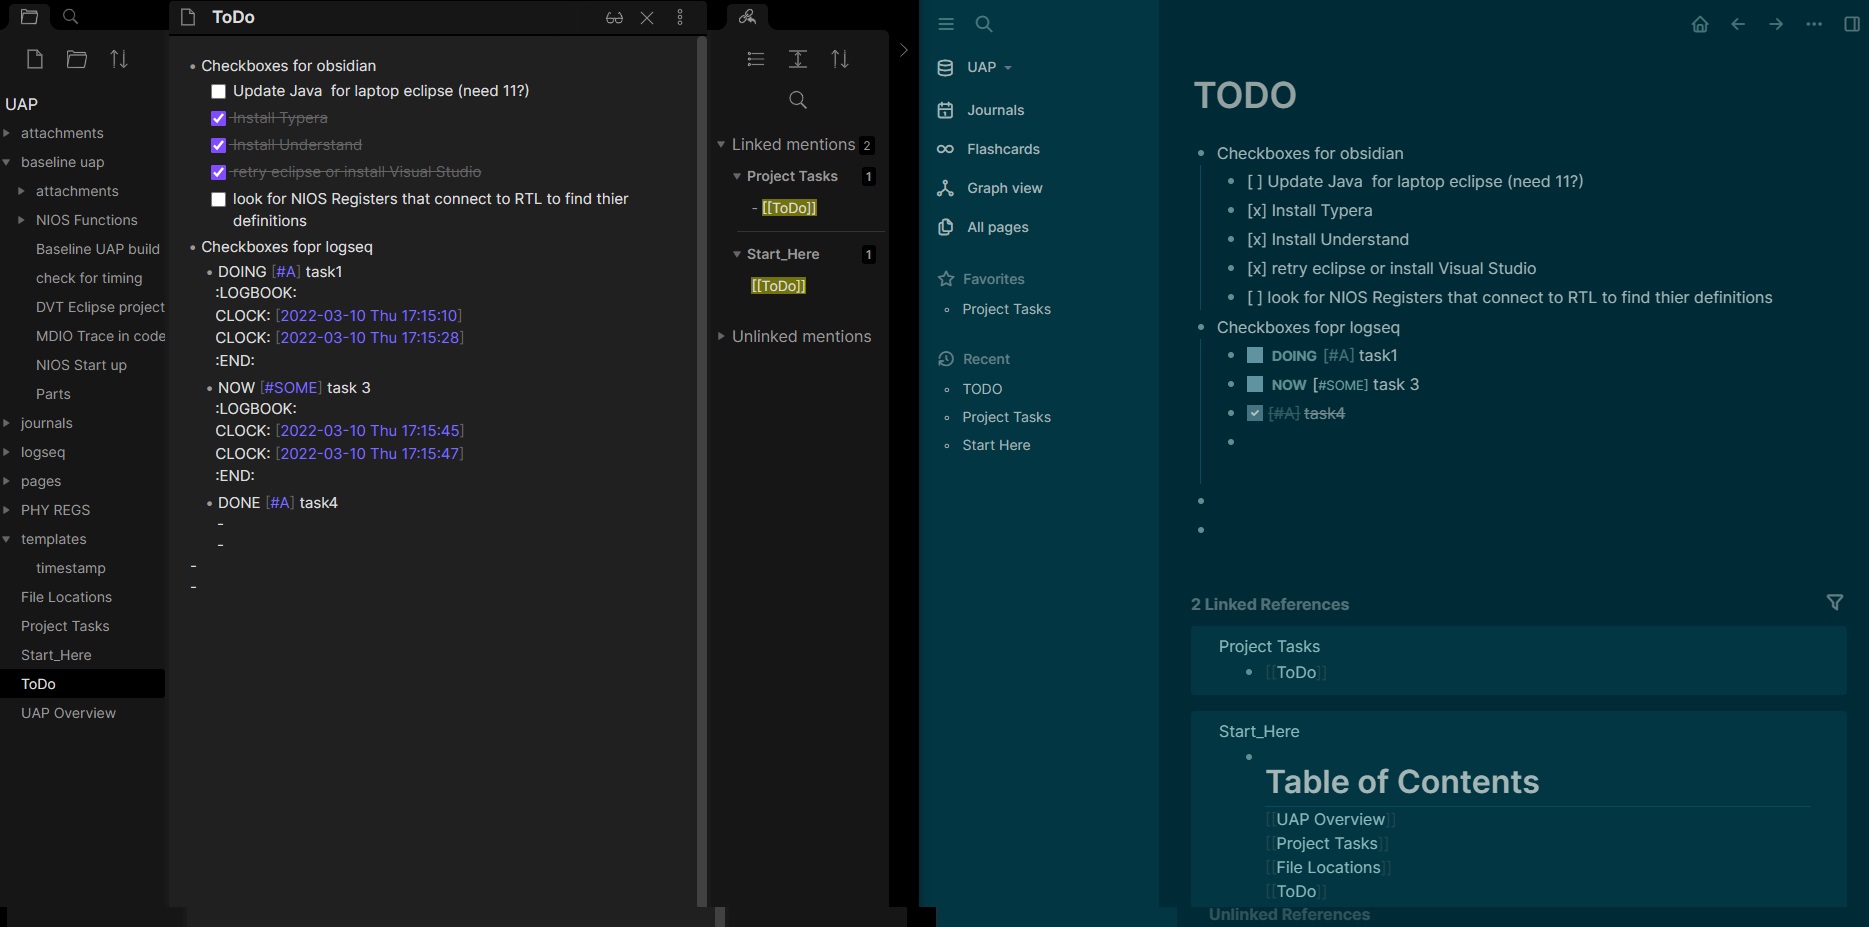 ToDo
UAP
attachments
baseline uap
attachments
NIOS Functions
Baseline UAP build
check for timing
DVT Eclipse project
MDIO Trace in code
NIOS Start up
Parts
journals
logseq
pages
PHY REGS
templates
timestamp
File Locations
Project Tasks
Start_Here
ToDo
UAP Overview
• Checkboxes for obsidian
Update Java  for laptop eclipse (need 11?)
Install Typera
Install Understand
retry eclipse or install Visual Studio
look for NIOS Registers that connect to RTL to find thier
definitions
• Checkboxes fopr logseq
• DOING [#A] task1
:LOGBOOK:
CLOCK: [2022-03-10 Thu 17:15:10]
CLOCK: [2022-03-10 Thu 17:15:28]
:END:
• NOW [#SOME] task 3
:LOGBOOK:
CLOCK: [2022-03-10 Thu 17:15:45]
CLOCK: [2022-03-10 Thu 17:15:47]
:END:
• DONE [#A] task4
-
-
-
-
Linked mentions 2
Project Tasks 1
- [[ToDo]]
Start_Here 1
[[ToDo]]
Unlinked mentions
UAP
Journals
Flashcards
Graph view
All pages
Favorites
Project Tasks
Recent
TODO
Project Tasks
Start Here
TODO
• Checkboxes for obsidian
• [ ] Update Java  for laptop eclipse (need 11?)
• [x] Install Typera
• [x] Install Understand
• [x] retry eclipse or install Visual Studio
• [ ] look for NIOS Registers that connect to RTL to find thier definitions
• Checkboxes fopr logseq
• DOING [#A] task1
• NOW [#SOME] task 3
• [#A] task4
2 Linked References
Project Tasks
• [[ToDo]]
Start_Here
Table of Contents
[[UAP Overview]]
[[Project Tasks]]
[[File Locations]]
[[ToDo]]
Unlinked References